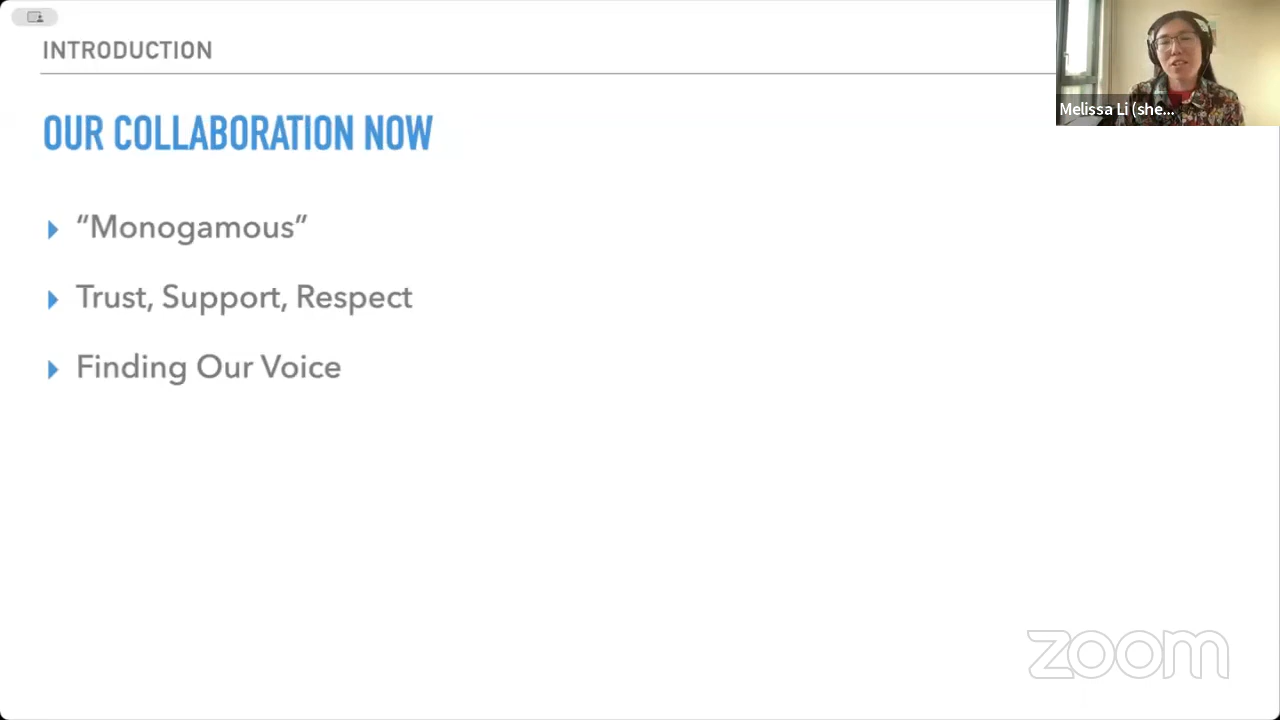 INTRODUCTION
Melissa Li (she...
OUR COLLABORATION NOW
“Monogamous”
Trust, Support, Respect
Finding Our Voice
zoom